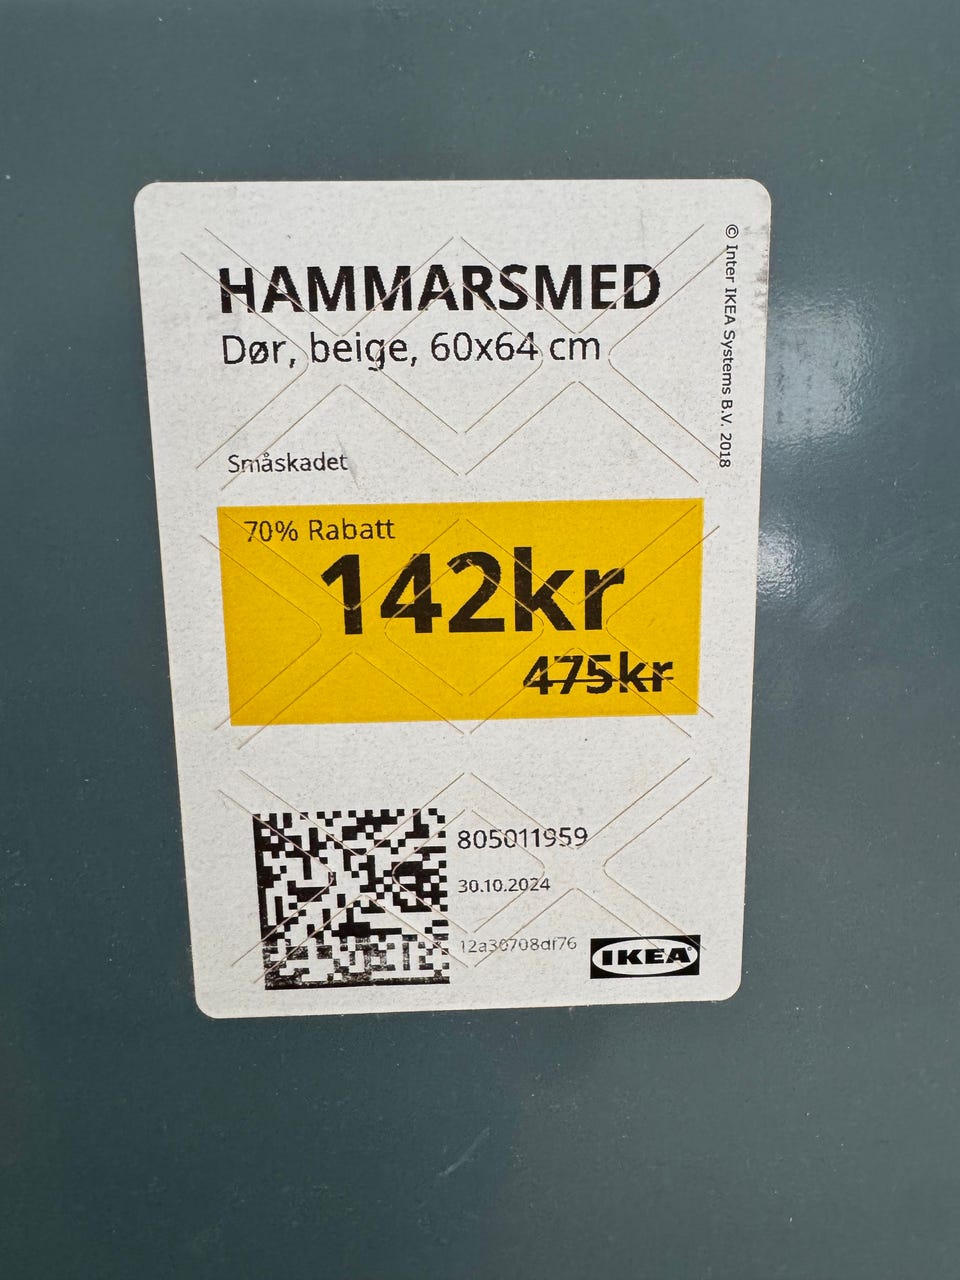 HAMMARSMED
Dør, beige, 60x64 cm
© Inter IKEA Systems B.V. 2018
Småskadet
70% Rabatt
142kr
475kr
805011959
30.10.2024
12a30708df76
IKEA®